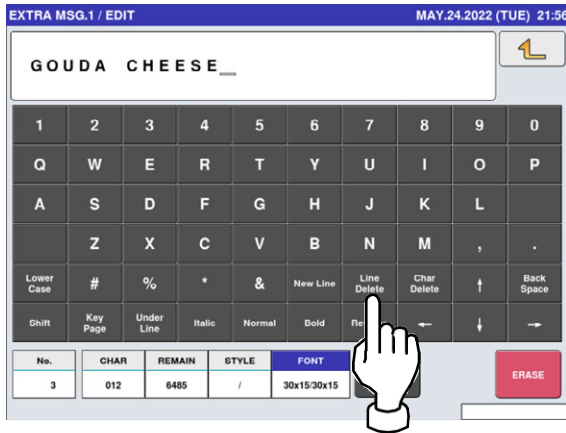 EXTRA MSG.1 / EDIT MAY.24.2022 (TUE) 21:56
GOUDA CHEESE_
1 2 3 4 5 6 7 8 9 0
Q W E R T Y U I O P
A S D F G H J K L
Z X C V B N M , .
Lower Case # % * & New Line Line Delete Char Delete ↑ Back Space
Shift Key Page Under Line Italic Normal Bold ← ↓ →
No. CHAR REMAIN STYLE FONT
3 012 6485 / 30x15/30x15
ERASE